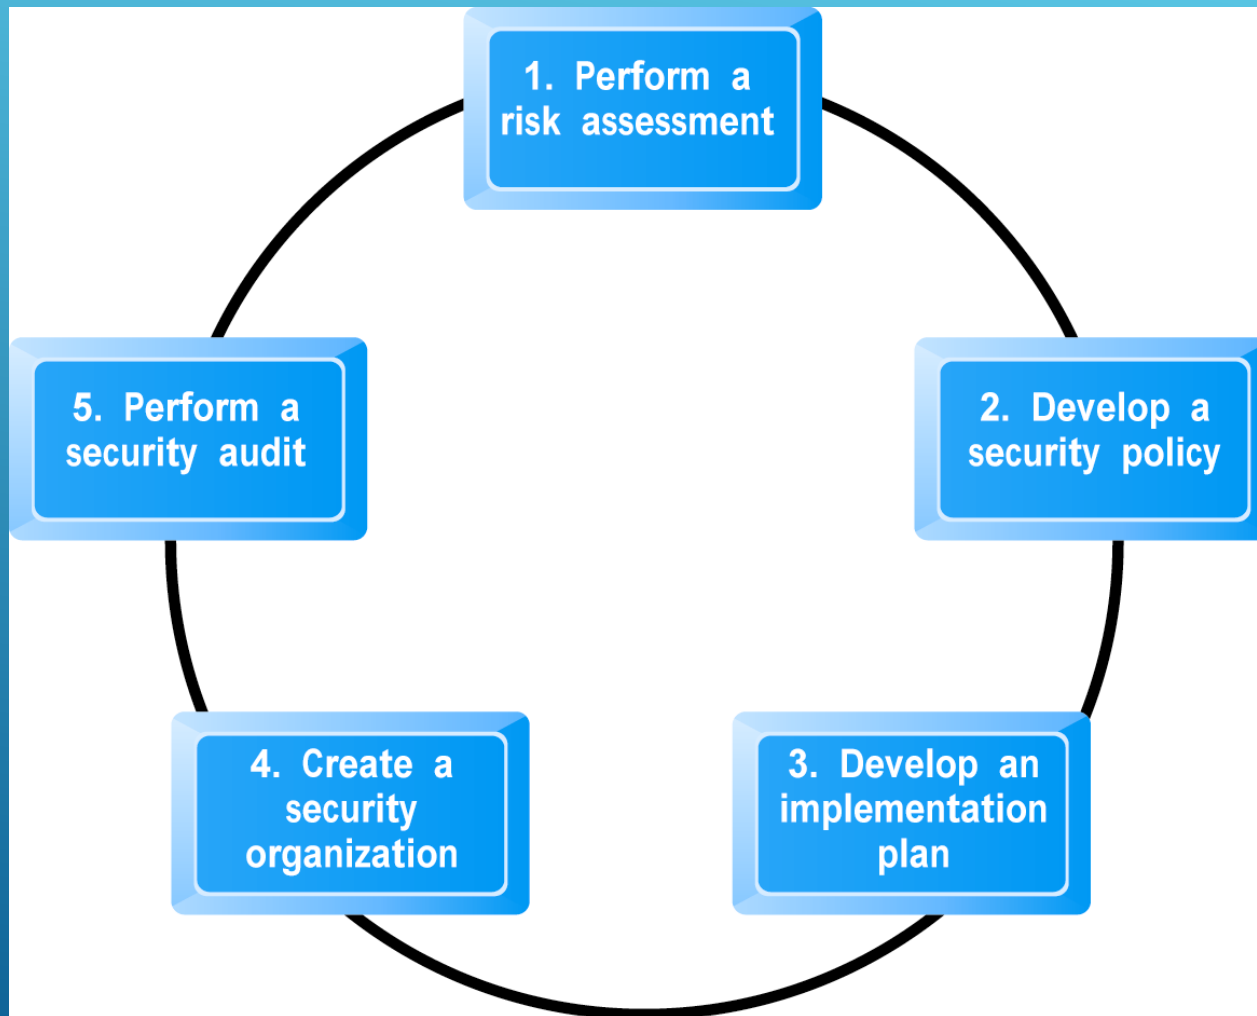 1. Perform a
risk assessment
2. Develop a
security policy
3. Develop an
implementation
plan
4. Create a
security
organization
5. Perform a
security audit